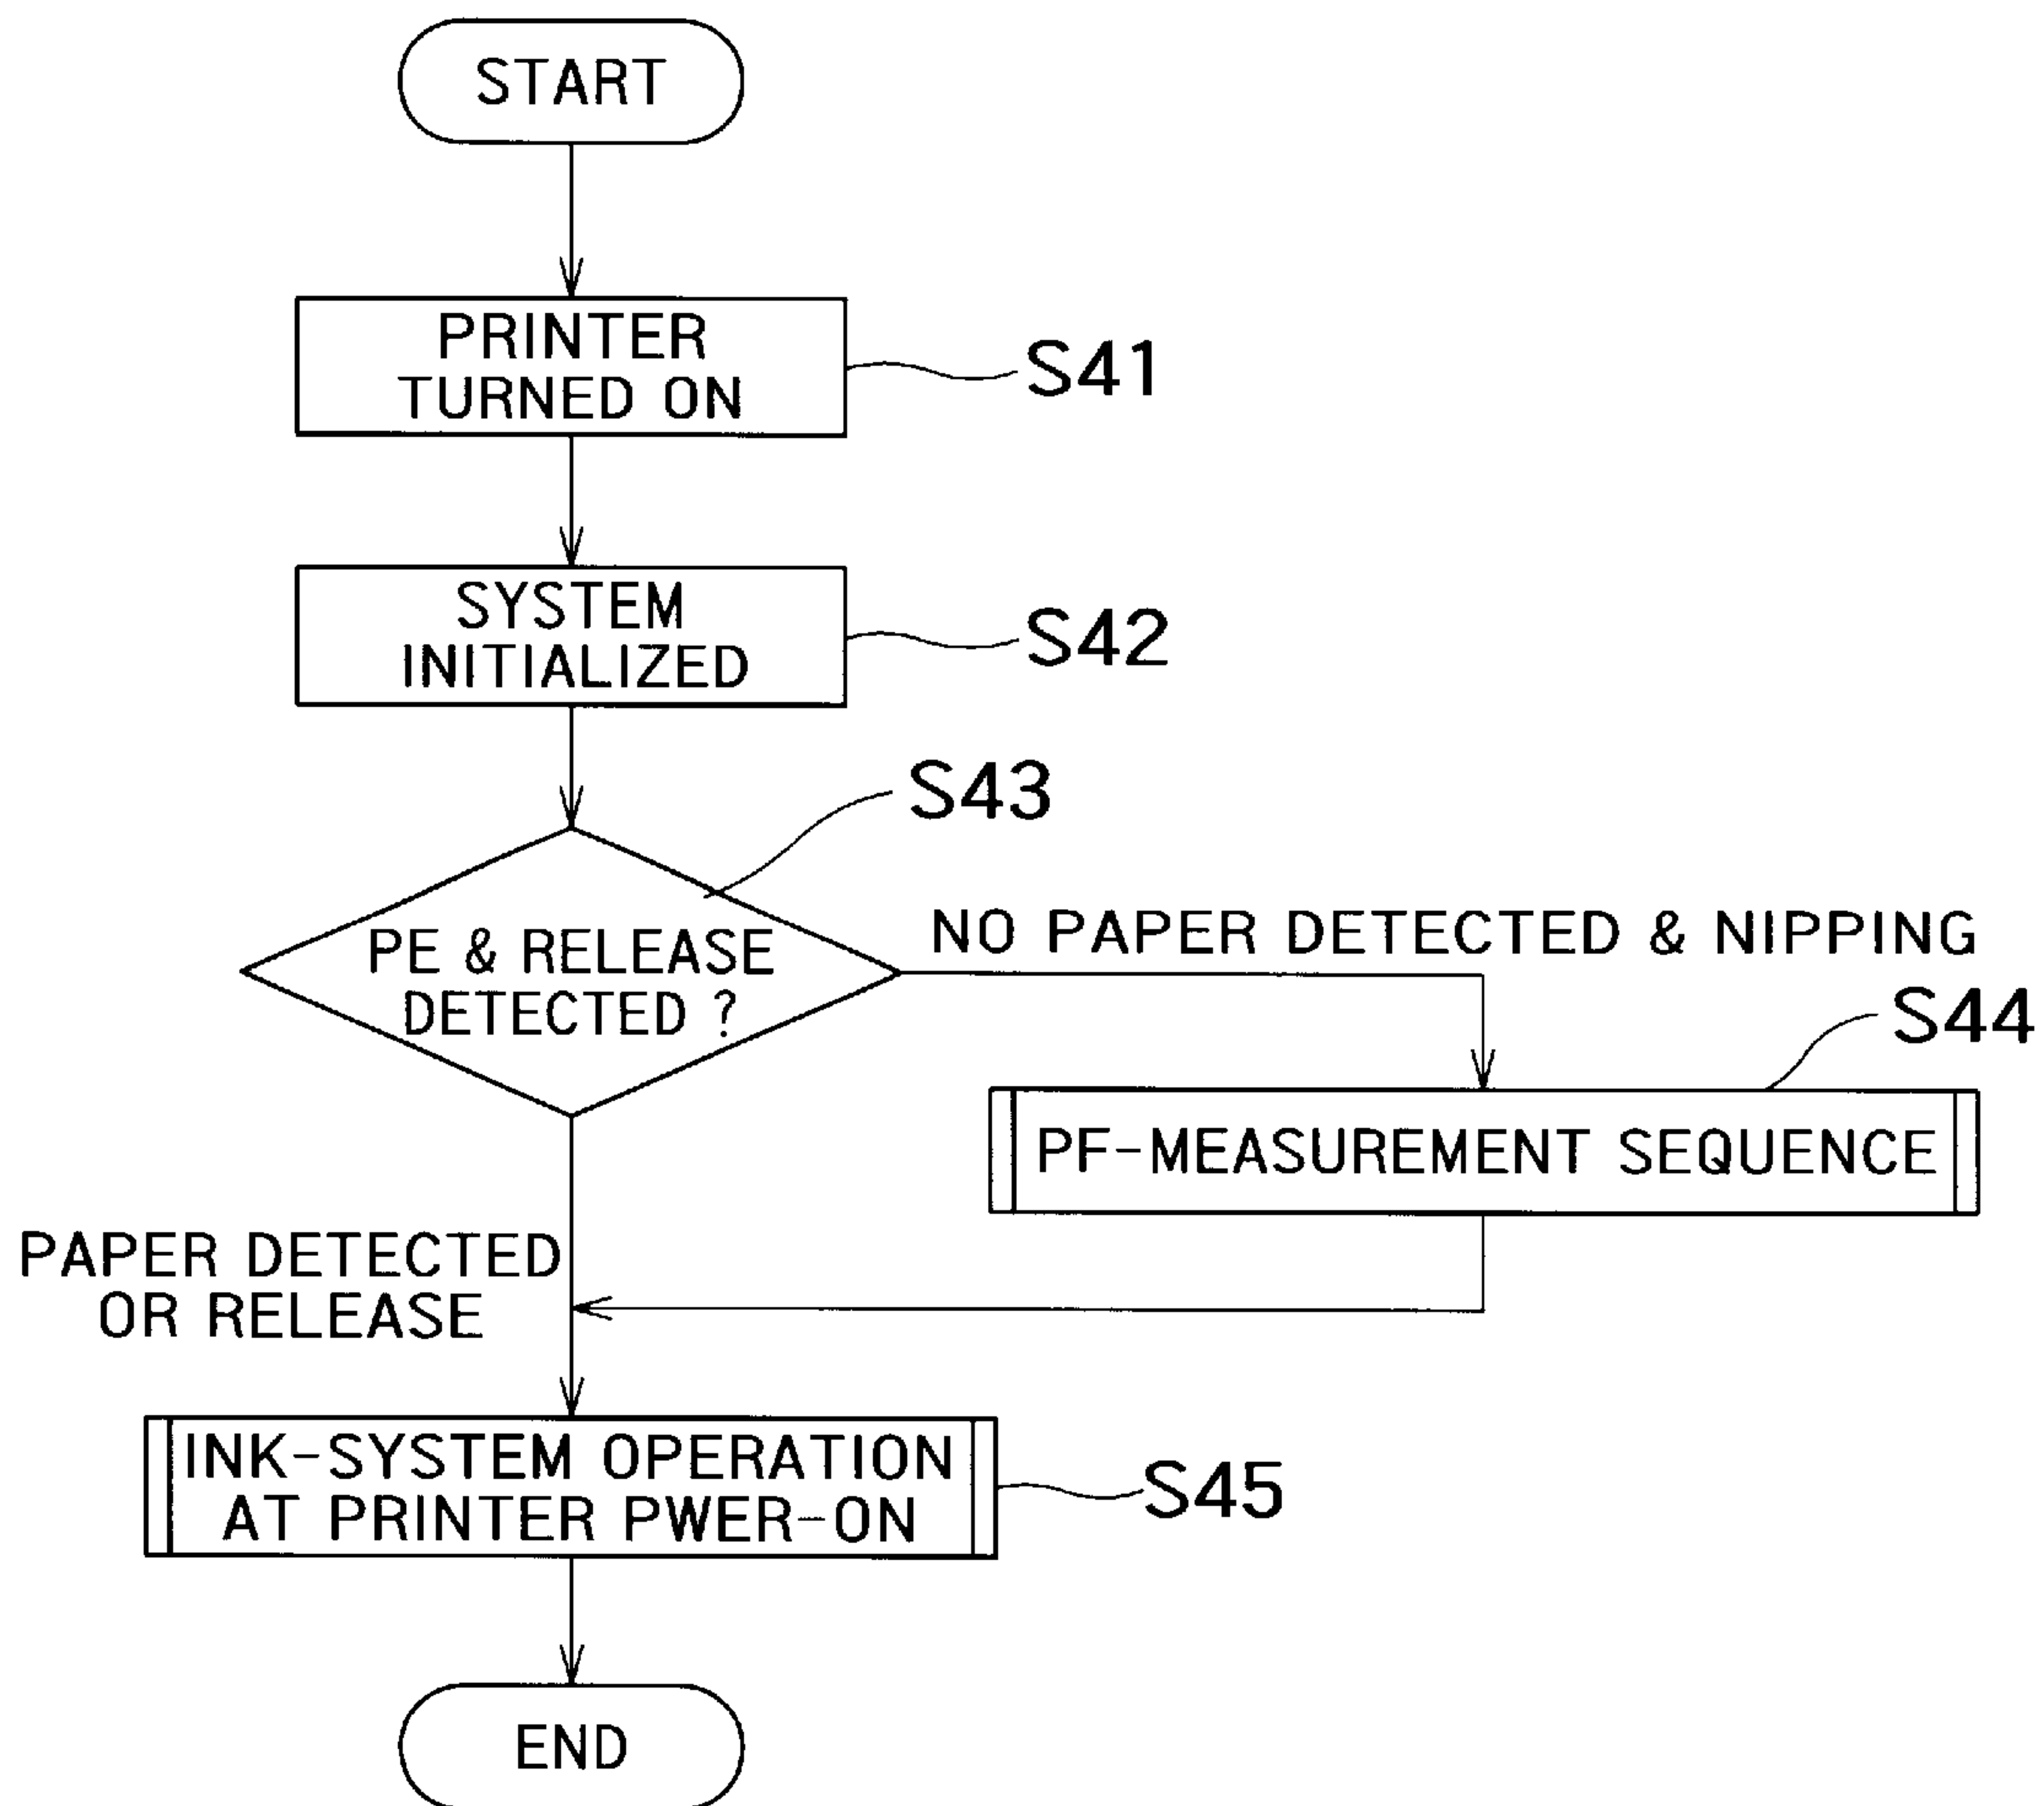 START
PRINTER
TURNED ON
S41
SYSTEM
INITIALIZED
S42
S43
PE & RELEASE
DETECTED ?
NO PAPER DETECTED & NIPPING
S44
PF-MEASUREMENT SEQUENCE
PAPER DETECTED
OR RELEASE
INK-SYSTEM OPERATION
AT PRINTER PWER-ON
S45
END